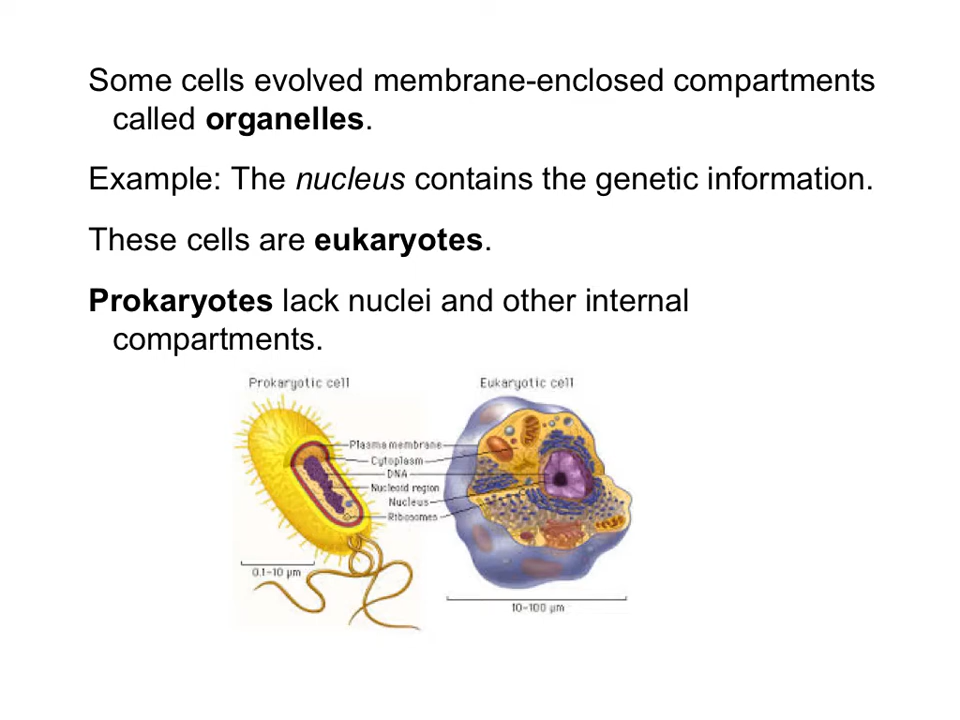 Some cells evolved membrane-enclosed compartments
called organelles.
Example: The nucleus contains the genetic information.
These cells are eukaryotes.
Prokaryotes lack nuclei and other internal
compartments.
Prokaryotic cell
Eukaryotic cell
Plasma membrane
Cytoplasm
DNA
Nucleoid region
Nucleus
Ribosomes
0.1–10 µm
10–100 µm